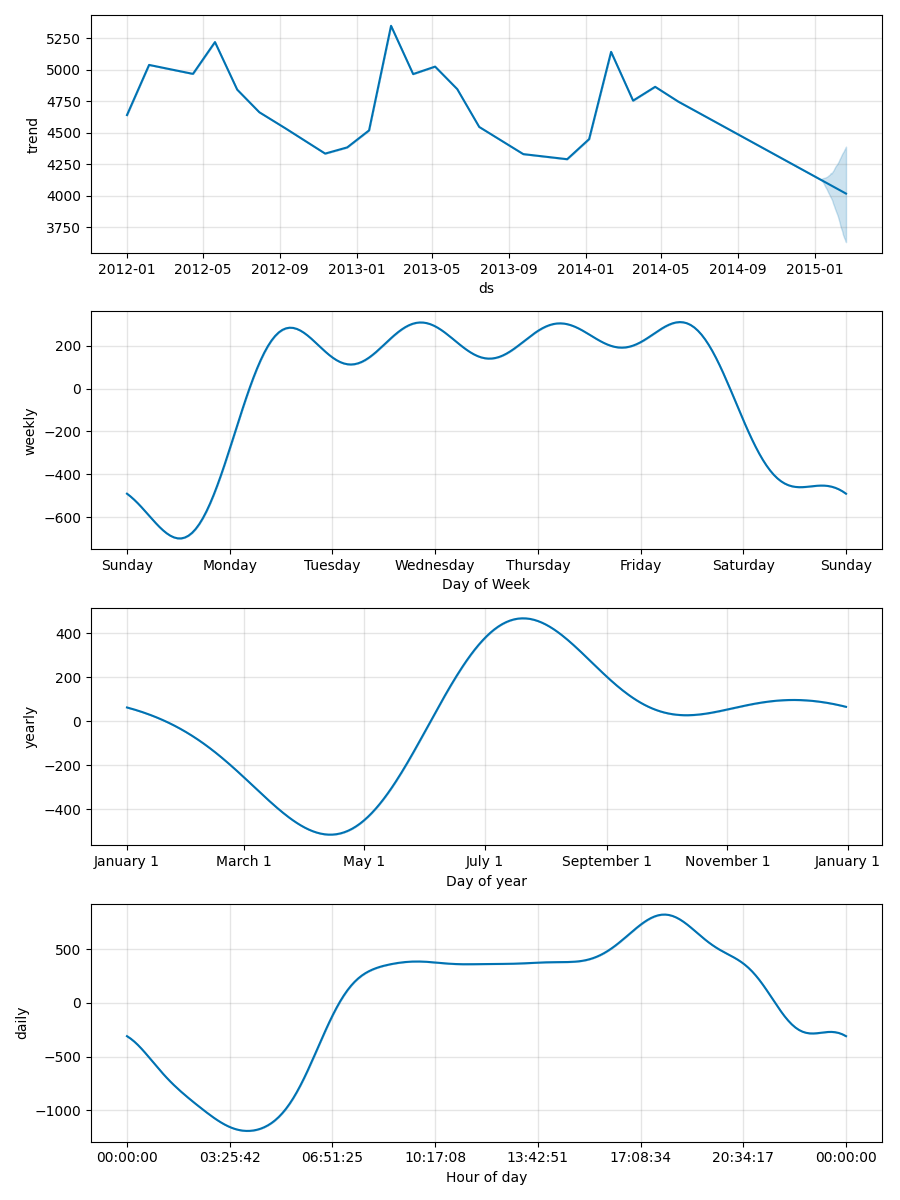 5250
5000
4750
4500
4250
4000
3750
trend
2012-01 2012-05 2012-09 2013-01 2013-05 2013-09 2014-01 2014-05 2014-09 2015-01
ds
200
0
−200
−400
−600
weekly
Sunday Monday Tuesday Wednesday Thursday Friday Saturday Sunday
Day of Week
400
200
0
−200
−400
yearly
January 1 March 1 May 1 July 1 September 1 November 1 January 1
Day of year
500
0
−500
−1000
daily
00:00:00 03:25:42 06:51:25 10:17:08 13:42:51 17:08:34 20:34:17 00:00:00
Hour of day